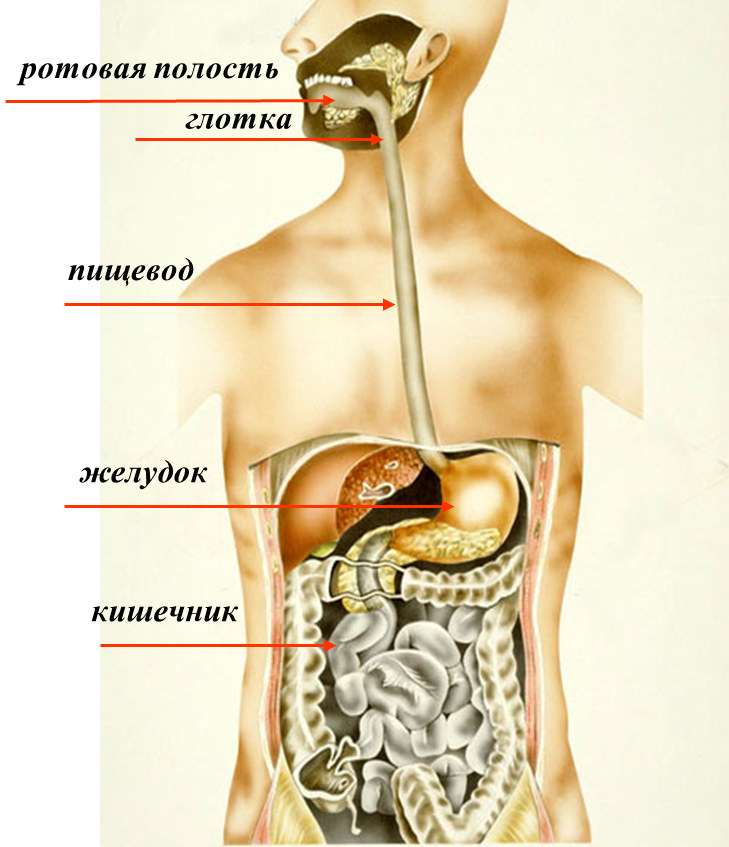 ротовая полость
глотка
пищевод
желудок
кишечник